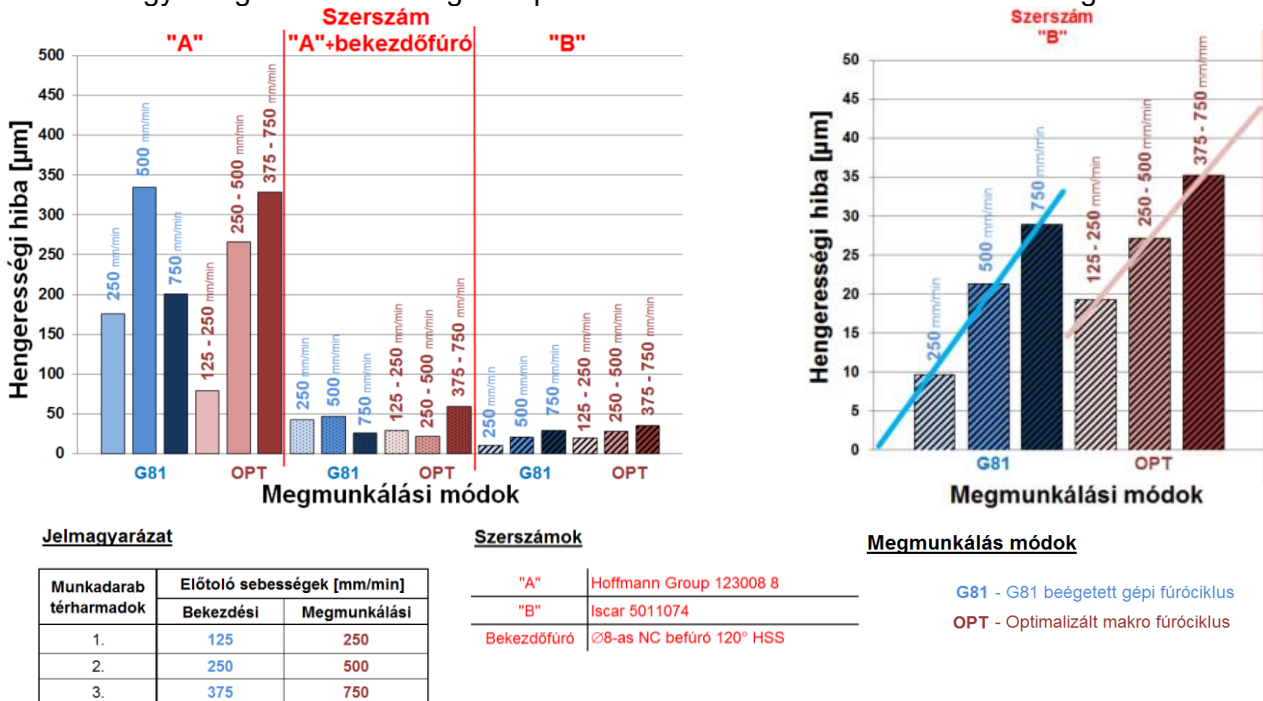 Szerszám
"A"
"A"+bekezdőfúró
"B"
Hengerességi hiba [µm]
500
450
400
350
300
250
200
150
100
50
0
250 mm/min
500 mm/min
750 mm/min
125 - 250 mm/min
250 - 500 mm/min
375 - 750 mm/min
250 mm/min
500 mm/min
750 mm/min
125 - 250 mm/min
250 - 500 mm/min
375 - 750 mm/min
250 mm/min
500 mm/min
750 mm/min
125 - 250 mm/min
250 - 500 mm/min
375 - 750 mm/min
G81
OPT
G81
OPT
G81
OPT
Megmunkálási módok
Szerszám
"B"
Hengerességi hiba [µm]
50
45
40
35
30
25
20
15
10
5
0
250 mm/min
500 mm/min
750 mm/min
125 - 250 mm/min
250 - 500 mm/min
375 - 750 mm/min
G81
OPT
Megmunkálási módok
Jelmagyarázat
Munkadarab térharmadok
Előtoló sebességek [mm/min]
Bekezdési Megmunkálási
1. 125 250
2. 250 500
3. 375 750
Szerszámok
"A" Hoffmann Group 123008 8
"B" Iscar 5011074
Bekezdőfúró Ø8-as NC befúró 120° HSS
Megmunkálás módok
G81 - G81 beégetett gépi fúróciklus
OPT - Optimalizált makro fúróciklus